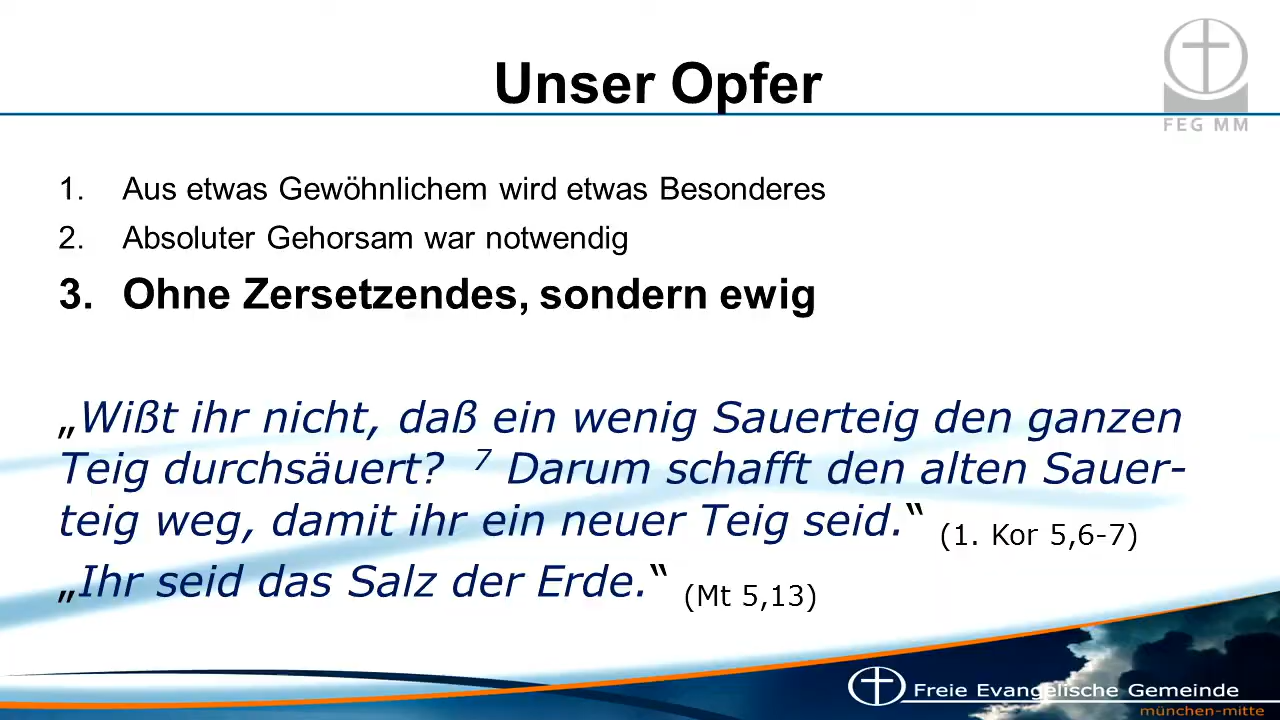 Unser Opfer
FEG MM
1. Aus etwas Gewöhnlichem wird etwas Besonderes
2. Absoluter Gehorsam war notwendig
3. Ohne Zersetzendes, sondern ewig
„Wißt ihr nicht, daß ein wenig Sauerteig den ganzen
Teig durchsäuert? ⁷ Darum schafft den alten Sauer-
teig weg, damit ihr ein neuer Teig seid.“ (1. Kor 5,6-7)
„Ihr seid das Salz der Erde.“ (Mt 5,13)
Freie Evangelische Gemeinde
münchen-mitte